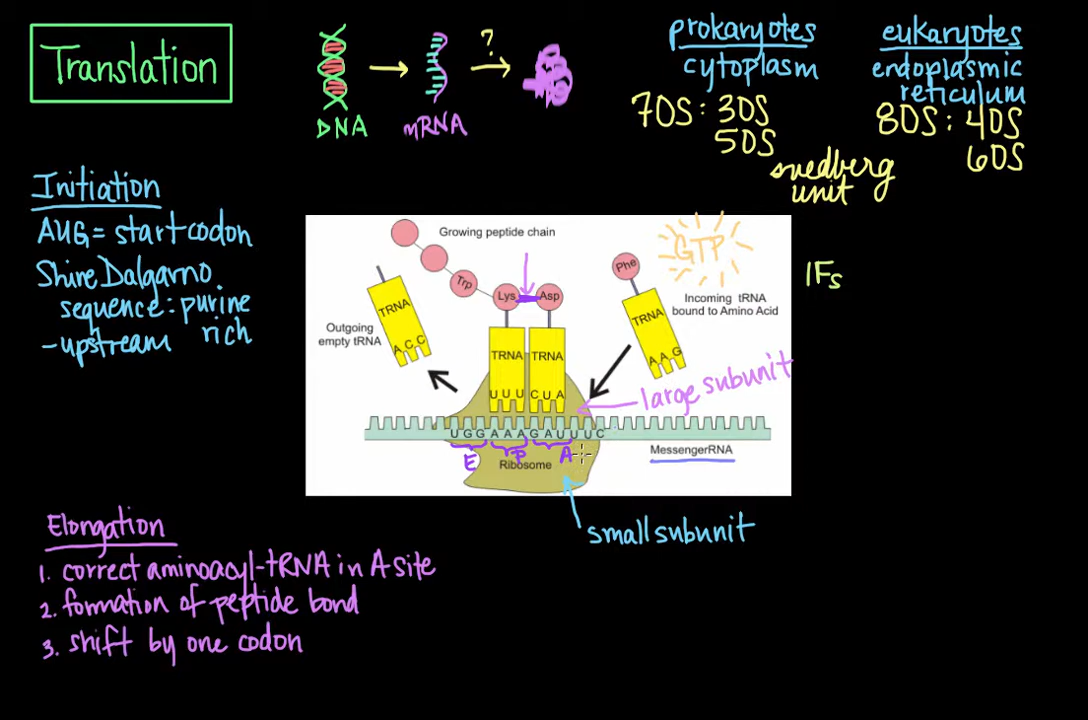 Translation
DNA
mRNA
?
prokaryotes
cytoplasm
70S: 30S
50S
eukaryotes
endoplasmic
reticulum
80S: 40S
60S
svedberg
unit
Initiation
AUG = start codon
Shine Dalgarno
sequence: purine
rich
-upstream
Growing peptide chain
GTP
IFs
Trp
Lys
Asp
Phe
Outgoing
empty tRNA
TRNA
ACC
TRNA
UUU
TRNA
CUA
TRNA
AAG
Incoming tRNA
bound to Amino Acid
large subunit
UGGAAAGAUUUC
E
P
A
Ribosome
MessengerRNA
small subunit
Elongation
1. correct aminoacyl-tRNA in A site
2. formation of peptide bond
3. shift by one codon